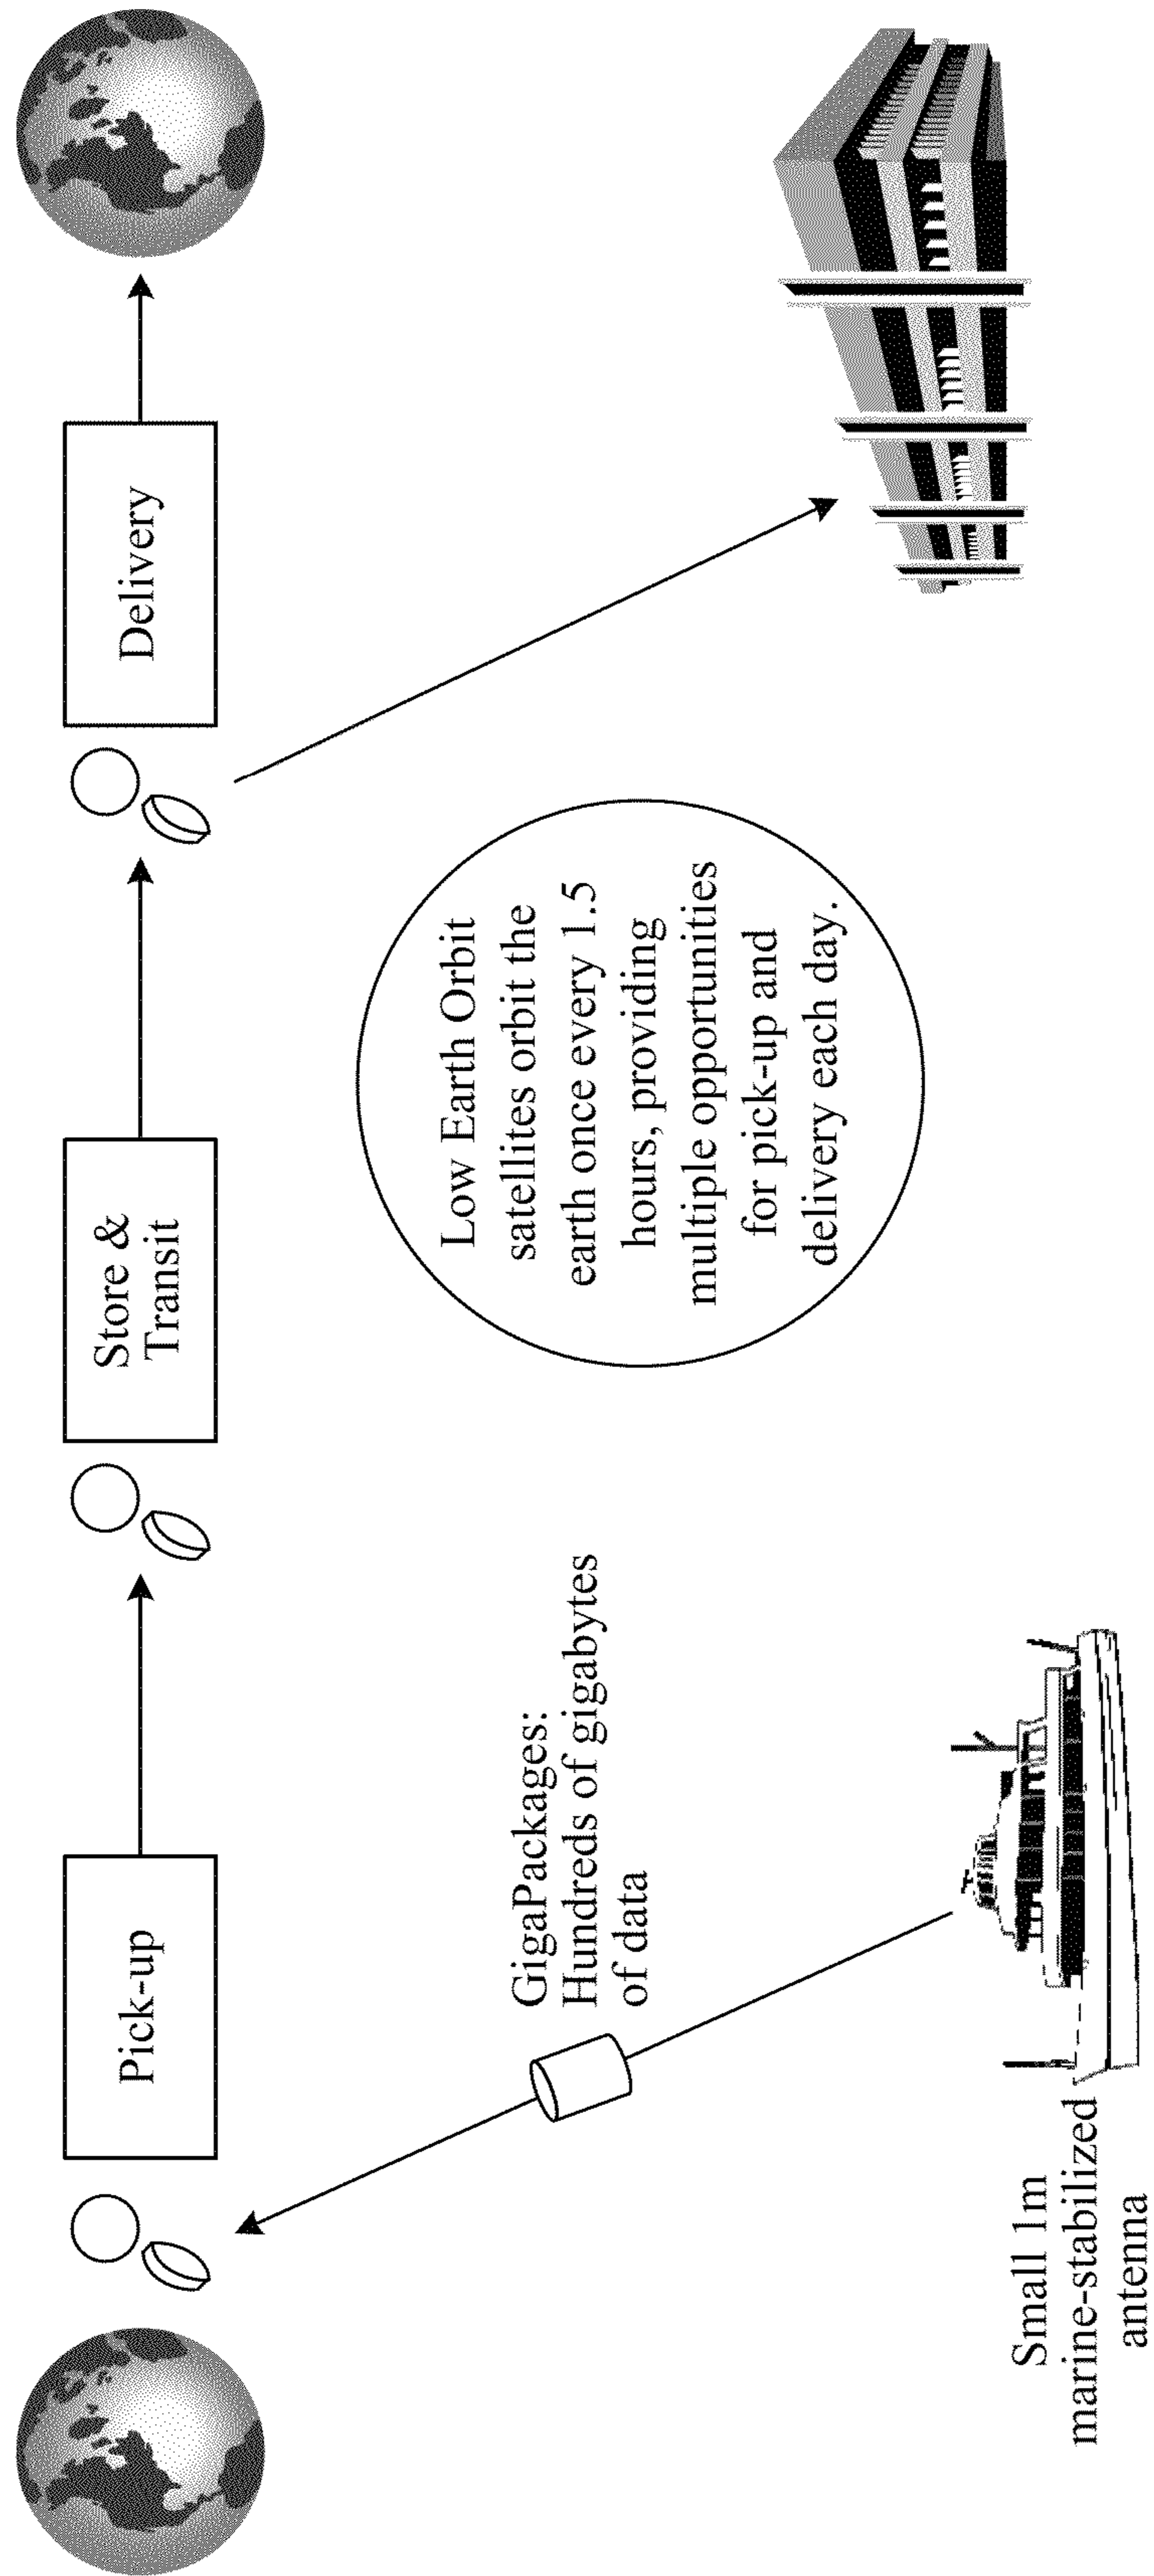 Pick-up
Store &
Transit
Delivery
GigaPackages:
Hundreds of gigabytes
of data
Low Earth Orbit
satellites orbit the
earth once every 1.5
hours, providing
multiple opportunities
for pick-up and
delivery each day.
Small 1m
marine-stabilized
antenna